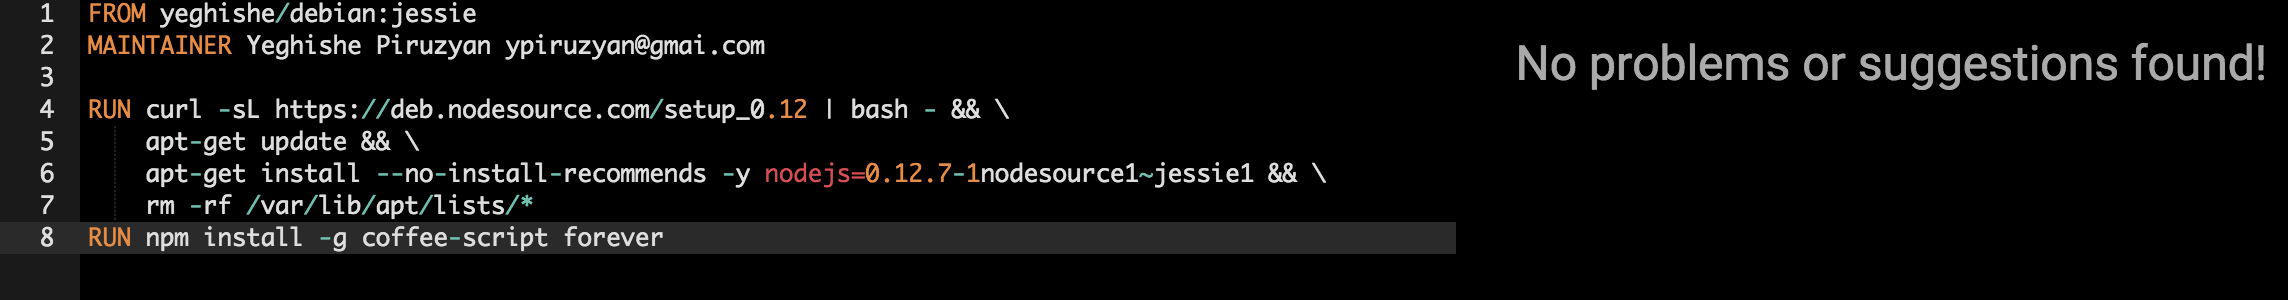 1 FROM yeghishe/debian:jessie
2 MAINTAINER Yeghishe Piruzyan ypiruzyan@gmai.com
No problems or suggestions found!
3
4 RUN curl -sL https://deb.nodesource.com/setup_0.12 | bash - && \
5     apt-get update && \
6     apt-get install --no-install-recommends -y nodejs=0.12.7-1nodesource1~jessie1 && \
7     rm -rf /var/lib/apt/lists/*
8 RUN npm install -g coffee-script forever